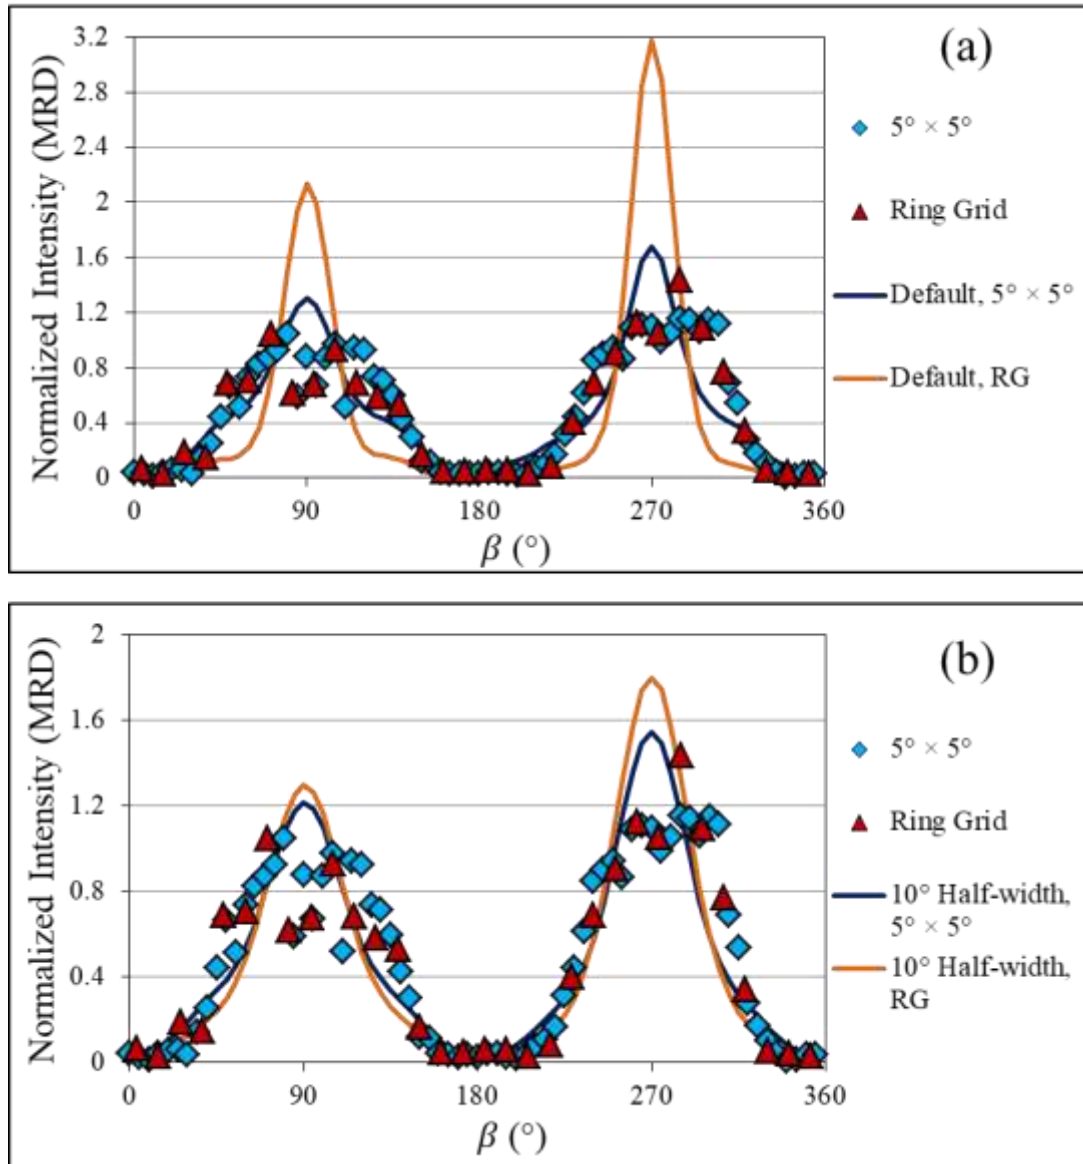 (a)
Normalized Intensity (MRD)
3.2
2.8
2.4
2
1.6
1.2
0.8
0.4
0
0 90 180 270 360
β (°)
5° × 5°
Ring Grid
Default, 5° × 5°
Default, RG
(b)
Normalized Intensity (MRD)
2
1.6
1.2
0.8
0.4
0
0 90 180 270 360
β (°)
5° × 5°
Ring Grid
10° Half-width,
5° × 5°
10° Half-width,
RG